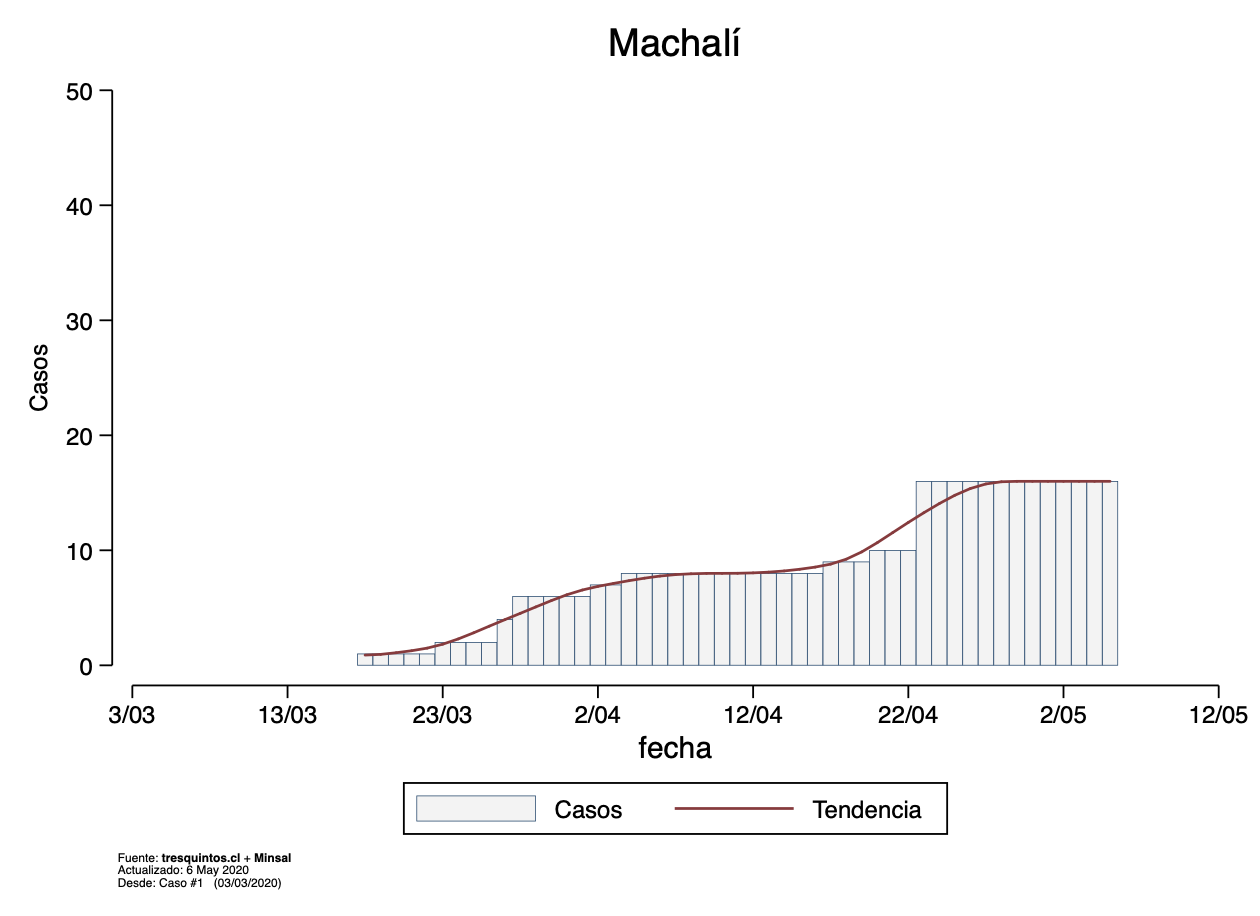 Machalí
50
40
30
20
10
0
Casos
3/03 13/03 23/03 2/04 12/04 22/04 2/05 12/05
fecha
Casos Tendencia
Fuente: tresquintos.cl + Minsal
Actualizado: 6 May 2020
Desde: Caso #1 (03/03/2020)